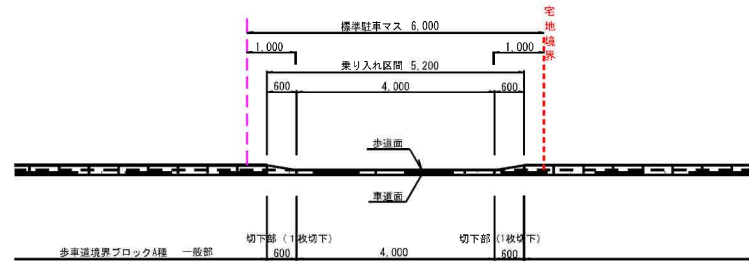 標準駐車マス 6,000
宅地境界
1,000
1,000
乗り入れ区間 5,200
600
4,000
600
歩道面
車道面
切下部(1枚切下)
切下部(1枚切下)
歩車道境界ブロックA種 一般部
600
4,000
600